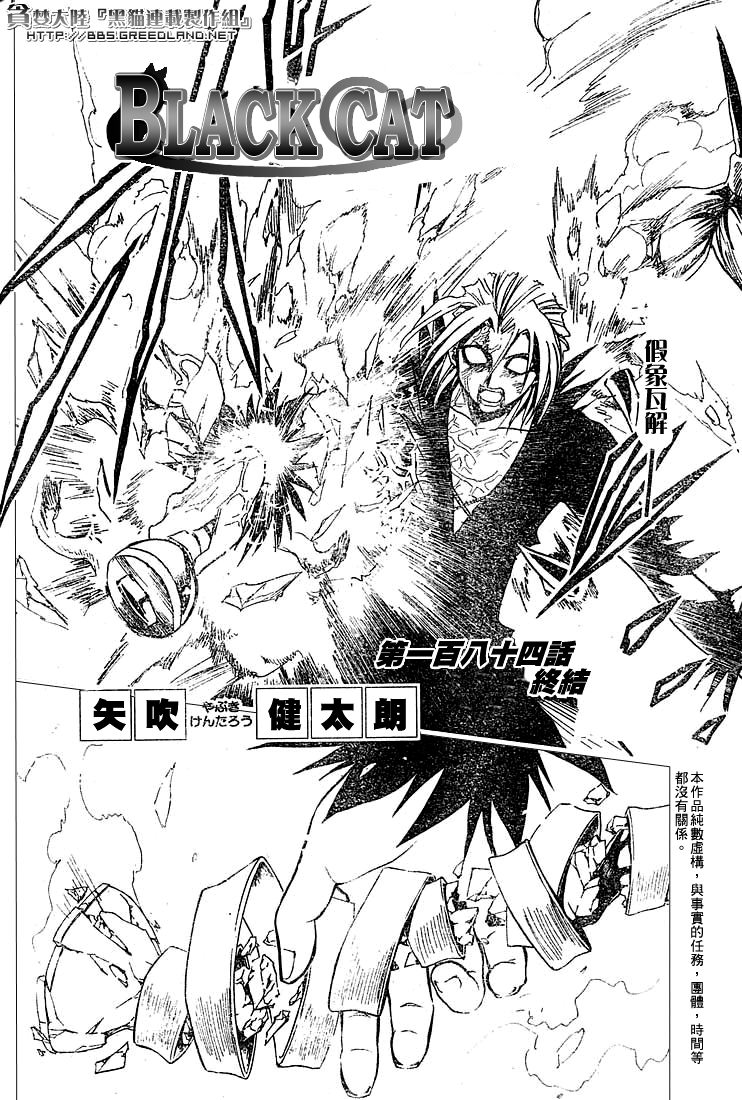 貪婪大陸『黑貓連載製作組』
HTTP://BBS.GREEDLAND.NET
BLACK CAT
假象瓦解
第一百八十四話
終結
矢吹健太朗
やぶき
けんたろう
本作品純數虛構，與事實的任務，團體，時間等
都沒有關係。